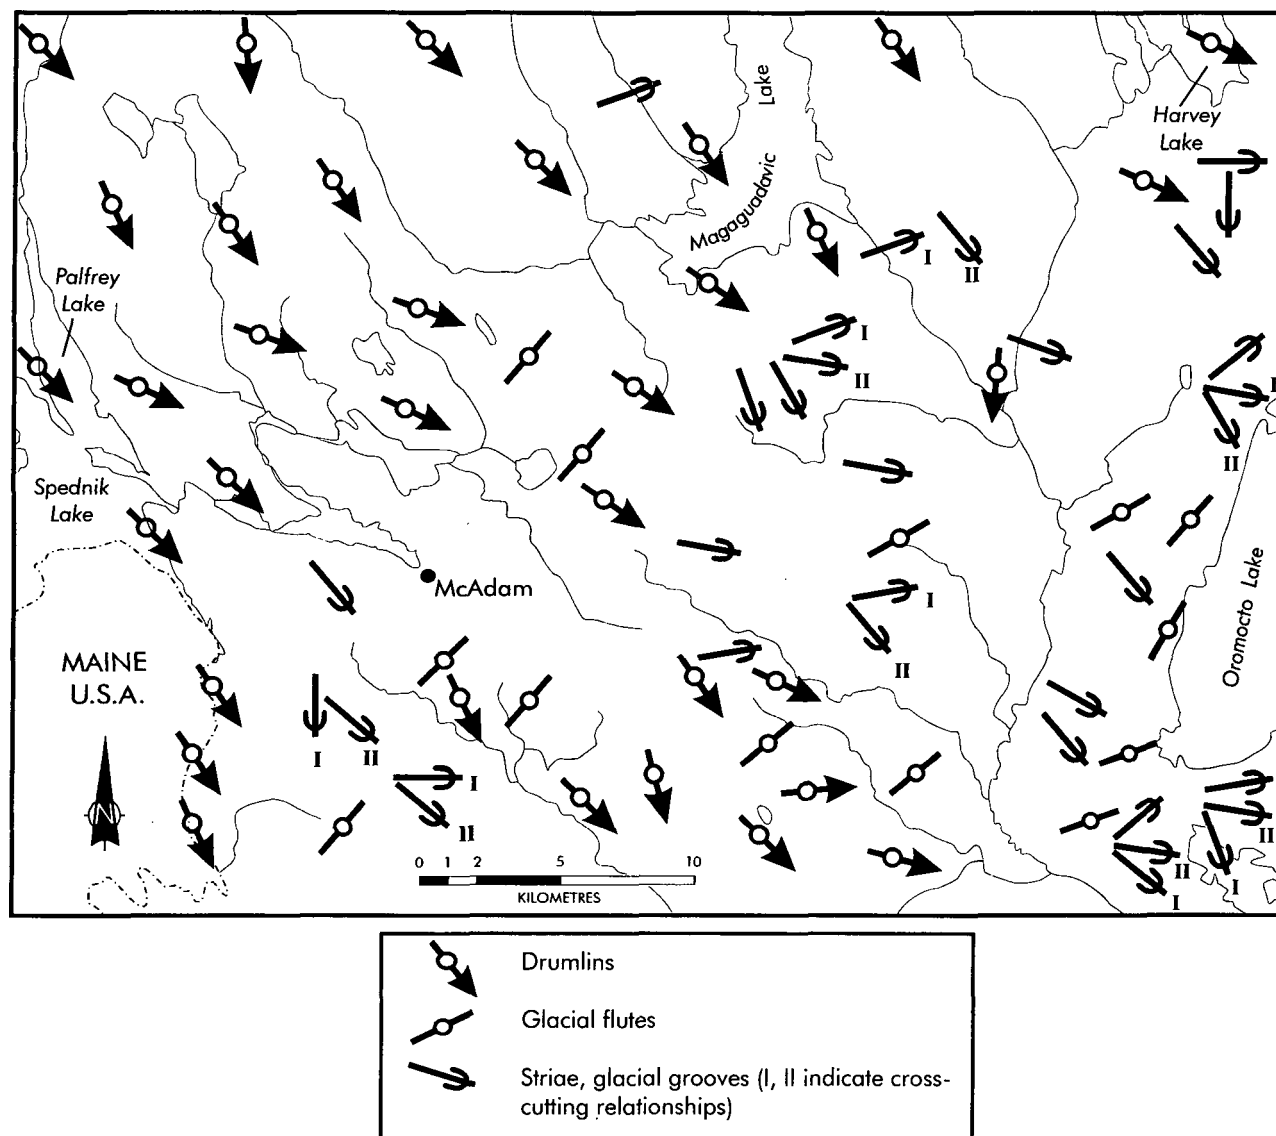 Lake
Magaguadavic
Harvey
Lake
I
II
Palfrey
Lake
I
II
I
II
Spednik
Lake
McAdam
I
II
Oromocto Lake
MAINE
U.S.A.
I
II
I
II
N
II
I
II
I
0 1 2 5 10
KILOMETRES
Drumlins
Glacial flutes
Striae, glacial grooves (I, II indicate cross-
cutting relationships)